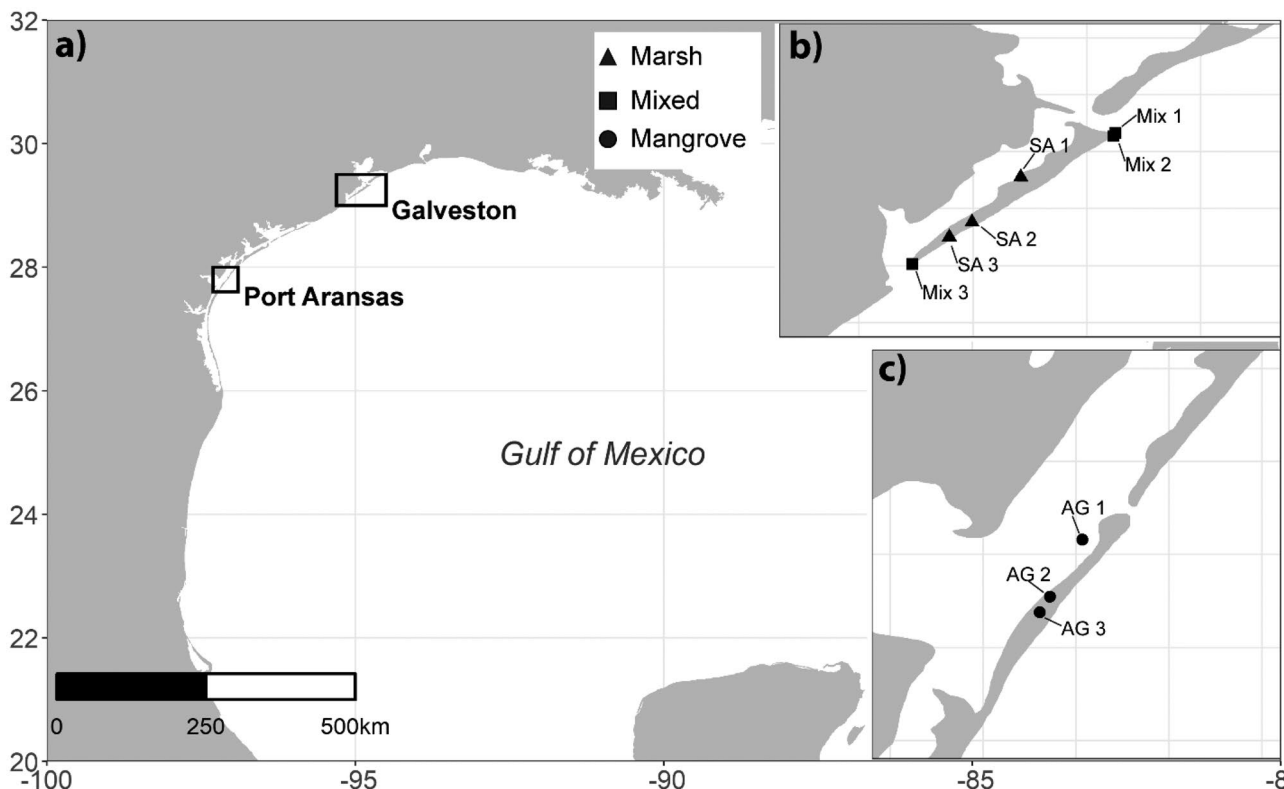 a)
Marsh
Mixed
Mangrove
b)
Mix 1
Mix 2
SA 1
SA 2
SA 3
Mix 3
c)
AG 1
AG 2
AG 3
Galveston
Port Aransas
Gulf of Mexico
0
250
500km
32
30
28
26
24
22
20
-100
-95
-90
-85
-8